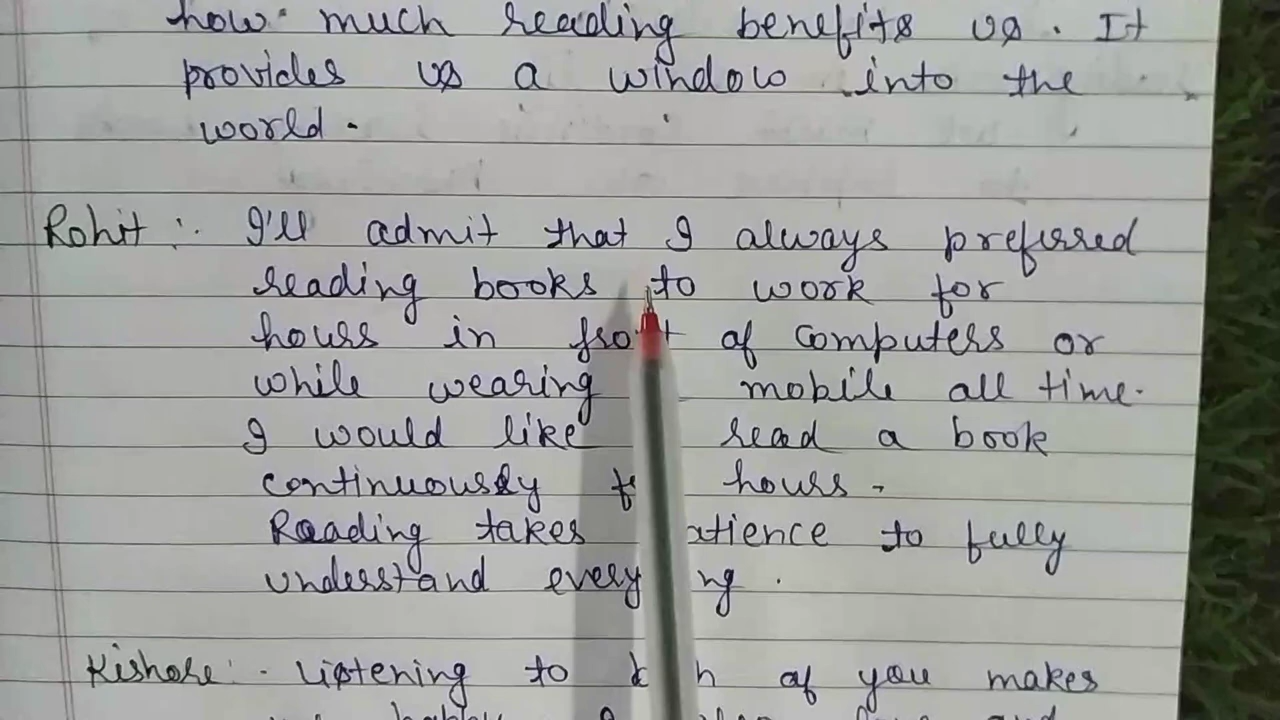 how much reading benefits us. It
provides us a window into the
world.
Rohit :- I'll admit that I always preferred
reading books to work for
hours in front of computers or
while wearing mobile all time.
I would like read a book
continuously hours.
Reading takes to fully
understand
Kishore :- Listening to of you makes